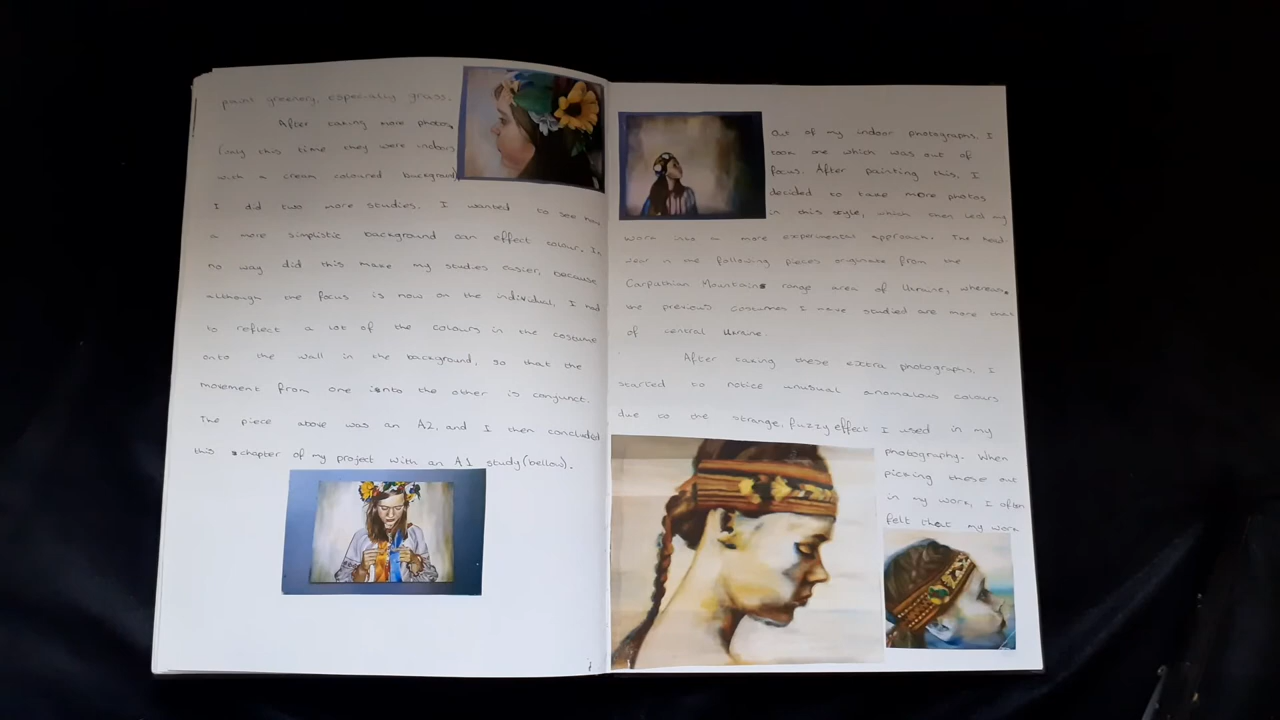 paint greenery, especially grass.
After taking more photos,
(only this time they were indoors
with a cream coloured background)
I did two more studies. I wanted to see how
a more simplistic background can effect colour. In
no way did this make my studies easier, because
although the focus is now on the individual, I had
to reflect a lot of the colours in the costume
onto the wall in the background, so that the
movement from one into the other is conjunct.
The piece above was an A2, and I then concluded
this chapter of my project with an A1 study (bellow).
Out of my indoor photographs, I
took one which was out of
focus. After painting this, I
decided to take more photos
in this style, which then led my
work into a more experimental approach. The head-
wear in the following pieces originate from the
Carpathian Mountains range area of Ukraine, whereas
the previous costumes I have studied are more that
of central Ukraine.
After taking these extra photographs, I
started to notice unusual anomalous colours
due to the strange, fuzzy effect I used in my
photography. When
picking these out
in my work, I often
felt that my work